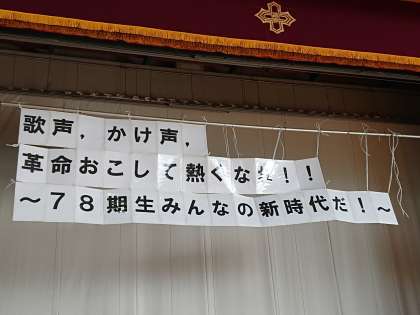 歌声，かけ声，
革命おこして熱くなれ！！
～７８期生みんなの新時代だ！～